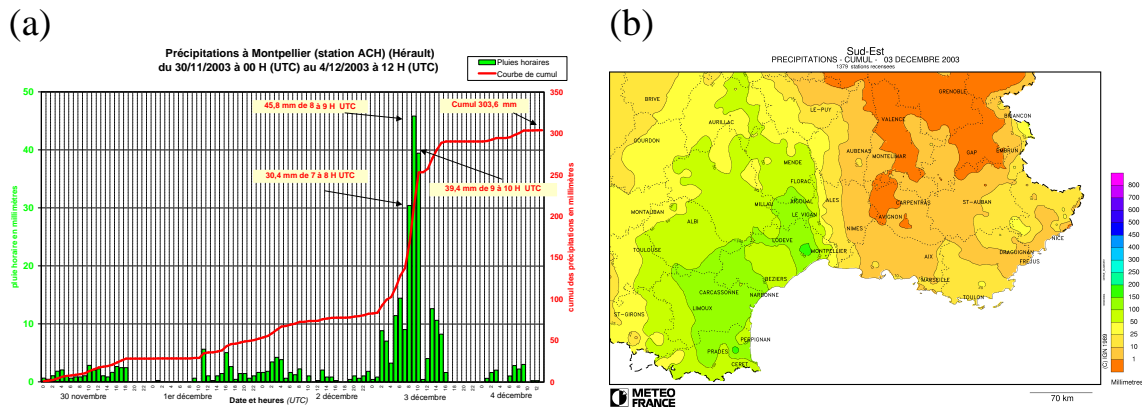 (a)
Précipitations à Montpellier (station ACH) (Hérault)
du 30/11/2003 à 00 H (UTC) au 4/12/2003 à 12 H (UTC)
Pluies horaires
Courbe de cumul
50
40
30
20
10
0
pluie horaire en millimètres
350
300
250
200
150
100
50
0
cumul des précipitations en millimètres
45,8 mm de 8 à 9 H UTC
Cumul 303,6 mm
30,4 mm de 7 à 8 H UTC
39,4 mm de 9 à 10 H UTC
30 novembre
1er décembre
2 décembre
3 décembre
4 décembre
Date et heures (UTC)
(b)
Sud-Est
PRECIPITATIONS - CUMUL - 03 DECEMBRE 2003
1379 stations recensées
BRIVE
GRENOBLE
LE-PUY
BRIANCON
AURILLAC
VALENCE
GOURDON
EMBRUN
AUBENAS
GAP
MONTELIMAR
MENDE
FLORAC
MILLAU
AIGOUAL
ALES
CARPENTRAS
ST-AUBAN
MONTAUBAN
ALBI
LE VIGAN
AVIGNON
NIMES
NICE
TOULOUSE
LODEVE
MONTPELLIER
DRAGUIGNAN
AIX
FREJUS
BEZIERS
MARSEILLE
CARCASSONNE
NARBONNE
TOULON
LIMOUX
ST-GIRONS
PERPIGNAN
PRADES
CERET
800
700
600
450
400
300
250
200
150
100
50
25
10
1
Millimetres
(C) IGN 1989
METEO
FRANCE
70 km